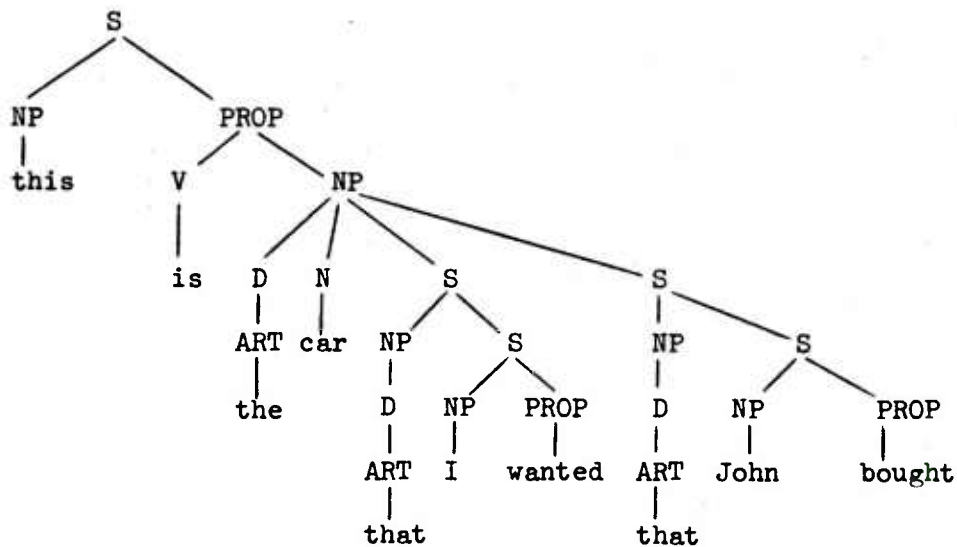 S
NP PROP
this V NP
is D N S S
ART car NP S NP S
the D NP PROP D NP PROP
ART I wanted ART John bought
that that